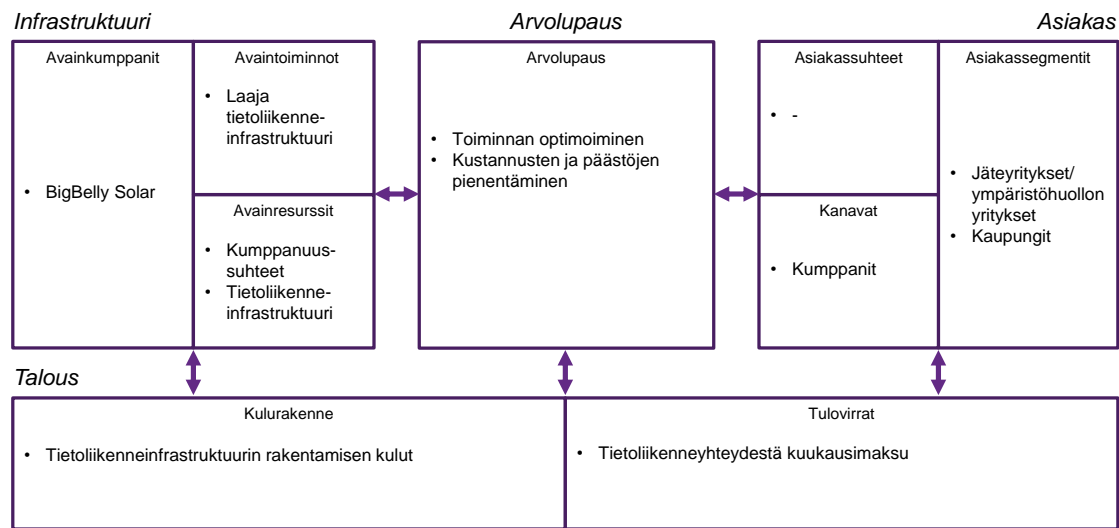 Infrastruktuuri
Arvolupaus
Asiakas
Avainkumppanit
• BigBelly Solar
Avaintoiminnot
• Laaja
tietoliikenne-
infrastruktuuri
Avainresurssit
• Kumppanuus-
suhteet
• Tietoliikenne-
infrastruktuuri
Arvolupaus
• Toiminnan optimoiminen
• Kustannusten ja päästöjen
pienentäminen
Asiakassuhteet
• -
Kanavat
• Kumppanit
Asiakassegmentit
• Jäteyritykset/
ympäristöhuollon
yritykset
• Kaupungit
Talous
Kulurakenne
• Tietoliikenneinfrastruktuurin rakentamisen kulut
Tulovirrat
• Tietoliikenneyhteydestä kuukausimaksu